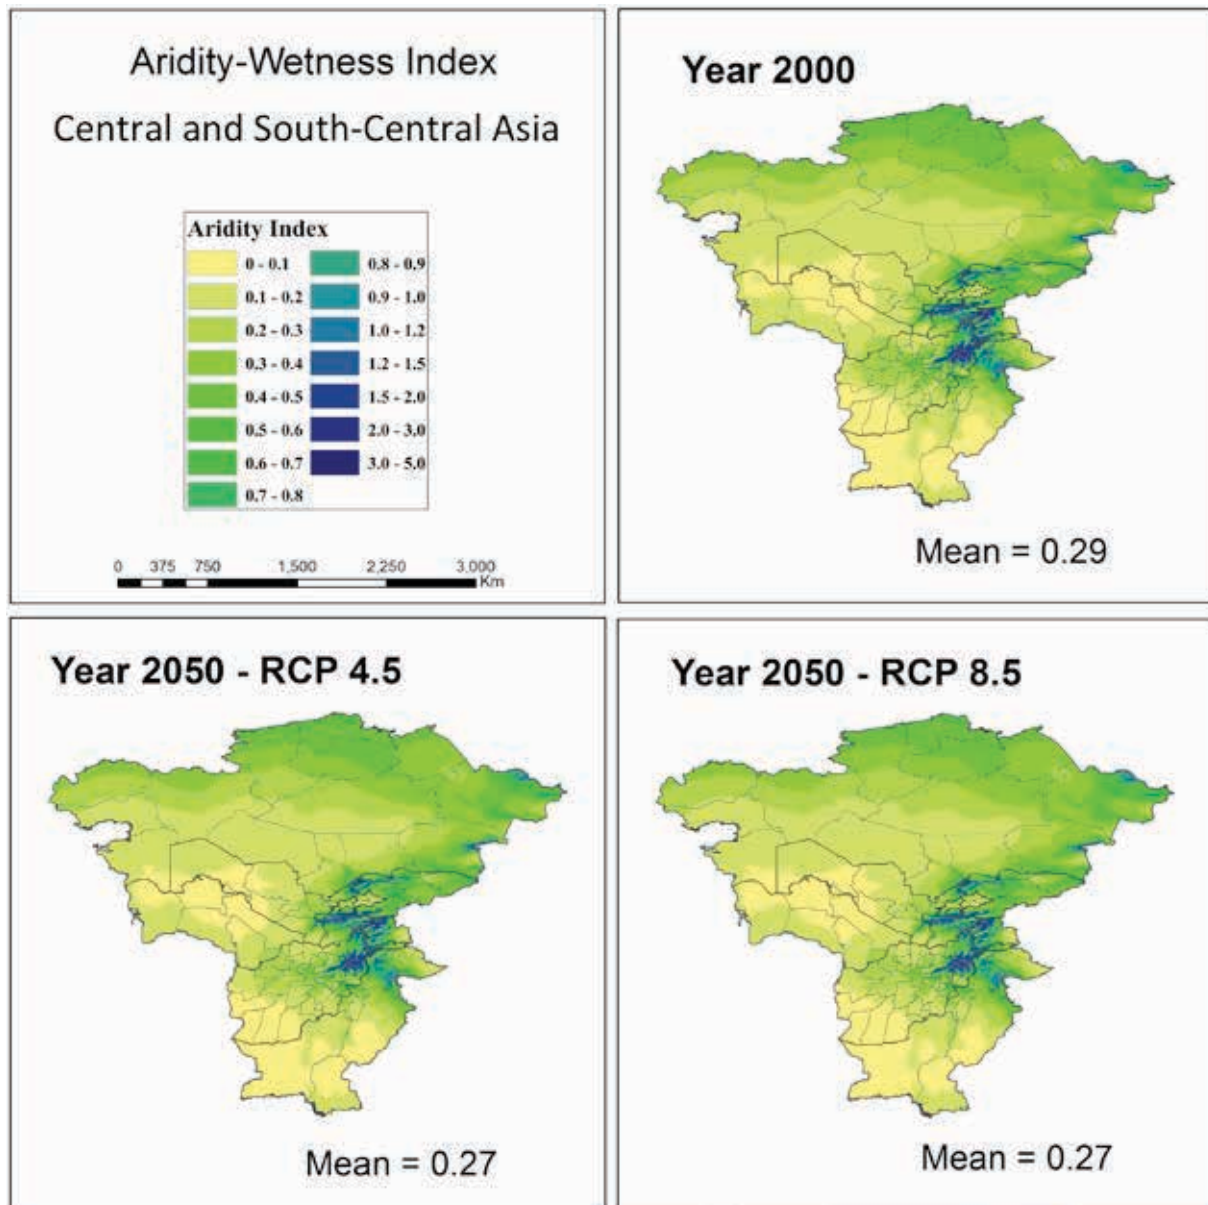 Aridity-Wetness Index
Central and South-Central Asia
Aridity Index
0 - 0.1
0.1 - 0.2
0.2 - 0.3
0.3 - 0.4
0.4 - 0.5
0.5 - 0.6
0.6 - 0.7
0.7 - 0.8
0.8 - 0.9
0.9 - 1.0
1.0 - 1.2
1.2 - 1.5
1.5 - 2.0
2.0 - 3.0
3.0 - 5.0
0 375 750 1,500 2,250 3,000
Km
Year 2000
Mean = 0.29
Year 2050 - RCP 4.5
Mean = 0.27
Year 2050 - RCP 8.5
Mean = 0.27